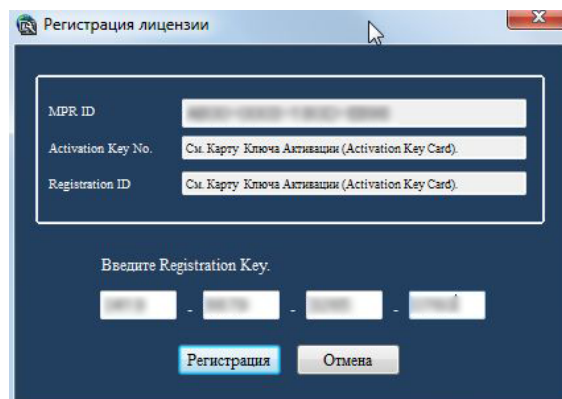 Регистрация лицензии
MPR ID
Activation Key No. См. Карту Ключа Активации (Activation Key Card).
Registration ID См. Карту Ключа Активации (Activation Key Card).
Введите Registration Key.
- - -
Регистрация Отмена